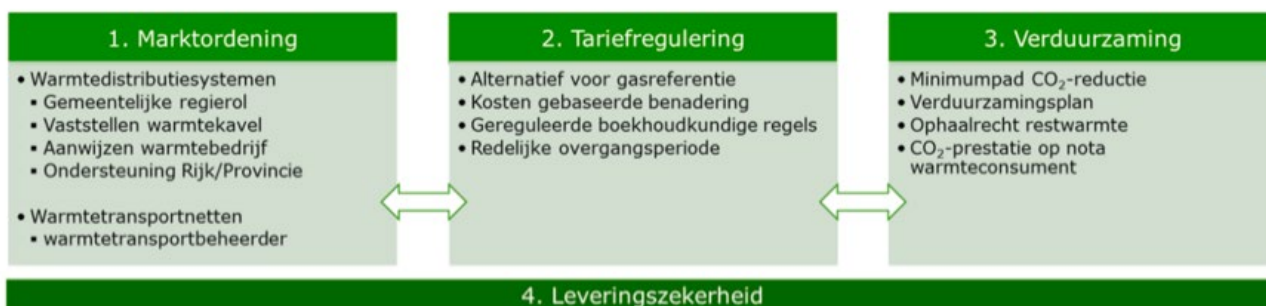 1. Marktordening
• Warmtedistributiesystemen
▪ Gemeentelijke regierol
▪ Vaststellen warmtekavel
▪ Aanwijzen warmtebedrijf
▪ Ondersteuning Rijk/Provincie
• Warmtetransportnetten
▪ warmtetransportbeheerder
2. Tariefregulering
• Alternatief voor gasreferentie
• Kosten gebaseerde benadering
• Gereguleerde boekhoudkundige regels
• Redelijke overgangsperiode
3. Verduurzaming
• Minimumpad CO₂-reductie
• Verduurzamingsplan
• Ophaalrecht restwarmte
• CO₂-prestatie op nota
warmteconsument
4. Leveringszekerheid